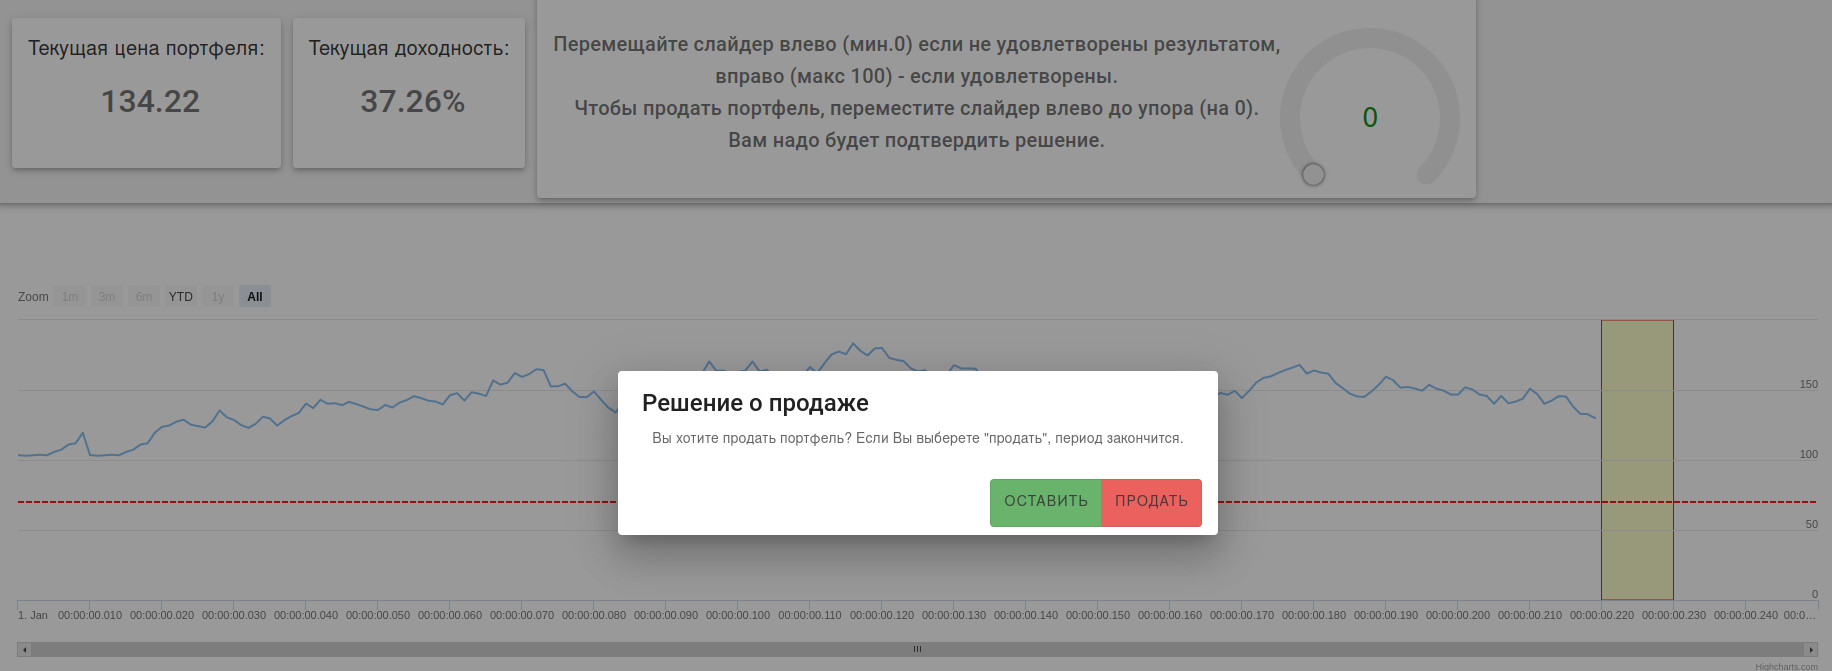 Текущая цена портфеля:
134.22
Текущая доходность:
37.26%
Перемещайте слайдер влево (мин.0) если не удовлетворены результатом,
вправо (макс 100) - если удовлетворены.
Чтобы продать портфель, переместите слайдер влево до упора (на 0).
Вам надо будет подтвердить решение.
0
Zoom 1m 3m 6m YTD 1y All
Решение о продаже
Вы хотите продать портфель? Если Вы выберете "продать", период закончится.
ОСТАВИТЬ ПРОДАТЬ
150
100
50
0
1. Jan 00:00:00.010 00:00:00.020 00:00:00.030 00:00:00.040 00:00:00.050 00:00:00.060 00:00:00.070 00:00:00.080 00:00:00.090 00:00:00.100 00:00:00.110 00:00:00.120 00:00:00.130 00:00:00.140 00:00:00.150 00:00:00.160 00:00:00.170 00:00:00.180 00:00:00.190 00:00:00.200 00:00:00.210 00:00:00.220 00:00:00.230 00:00:00.240 00:0…
Highcharts.com